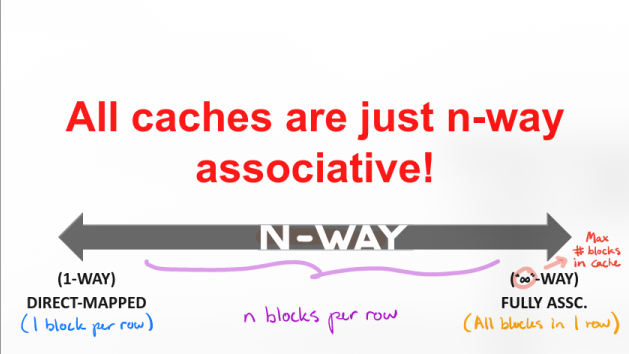 All caches are just n-way
associative!
N-WAY
Max
# blocks
in cache
(1-WAY)
("∞"-WAY)
DIRECT-MAPPED
FULLY ASSC.
(1 block per row)
n blocks per row
(All blocks in 1 row)